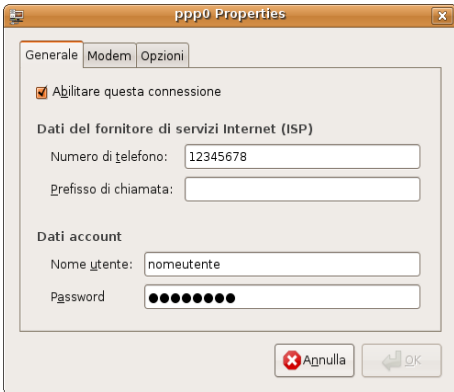 ppp0 Properties
Generale Modem Opzioni
Abilitare questa connessione
Dati del fornitore di servizi Internet (ISP)
Numero di telefono: 12345678
Prefisso di chiamata:
Dati account
Nome utente: nomeutente
Password ●●●●●●●●
Annulla OK